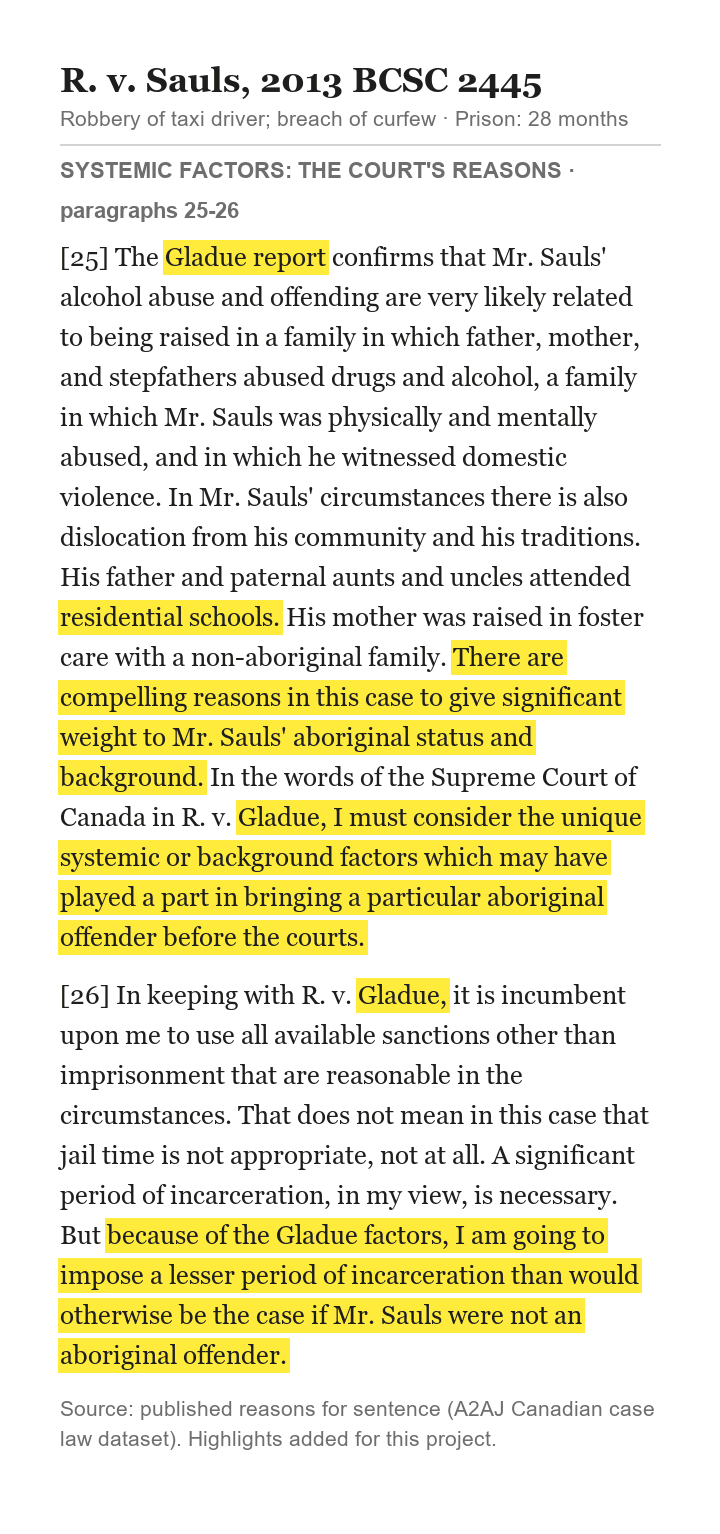 R. v. Sauls, 2013 BCSC 2445
Robbery of taxi driver; breach of curfew · Prison: 28 months
SYSTEMIC FACTORS: THE COURT'S REASONS ·
paragraphs 25-26
[25] The Gladue report confirms that Mr. Sauls'
alcohol abuse and offending are very likely related
to being raised in a family in which father, mother,
and stepfathers abused drugs and alcohol, a family
in which Mr. Sauls was physically and mentally
abused, and in which he witnessed domestic
violence. In Mr. Sauls' circumstances there is also
dislocation from his community and his traditions.
His father and paternal aunts and uncles attended
residential schools. His mother was raised in foster
care with a non-aboriginal family. There are
compelling reasons in this case to give significant
weight to Mr. Sauls' aboriginal status and
background. In the words of the Supreme Court of
Canada in R. v. Gladue, I must consider the unique
systemic or background factors which may have
played a part in bringing a particular aboriginal
offender before the courts.
[26] In keeping with R. v. Gladue, it is incumbent
upon me to use all available sanctions other than
imprisonment that are reasonable in the
circumstances. That does not mean in this case that
jail time is not appropriate, not at all. A significant
period of incarceration, in my view, is necessary.
But because of the Gladue factors, I am going to
impose a lesser period of incarceration than would
otherwise be the case if Mr. Sauls were not an
aboriginal offender.
Source: published reasons for sentence (A2AJ Canadian case
law dataset). Highlights added for this project.